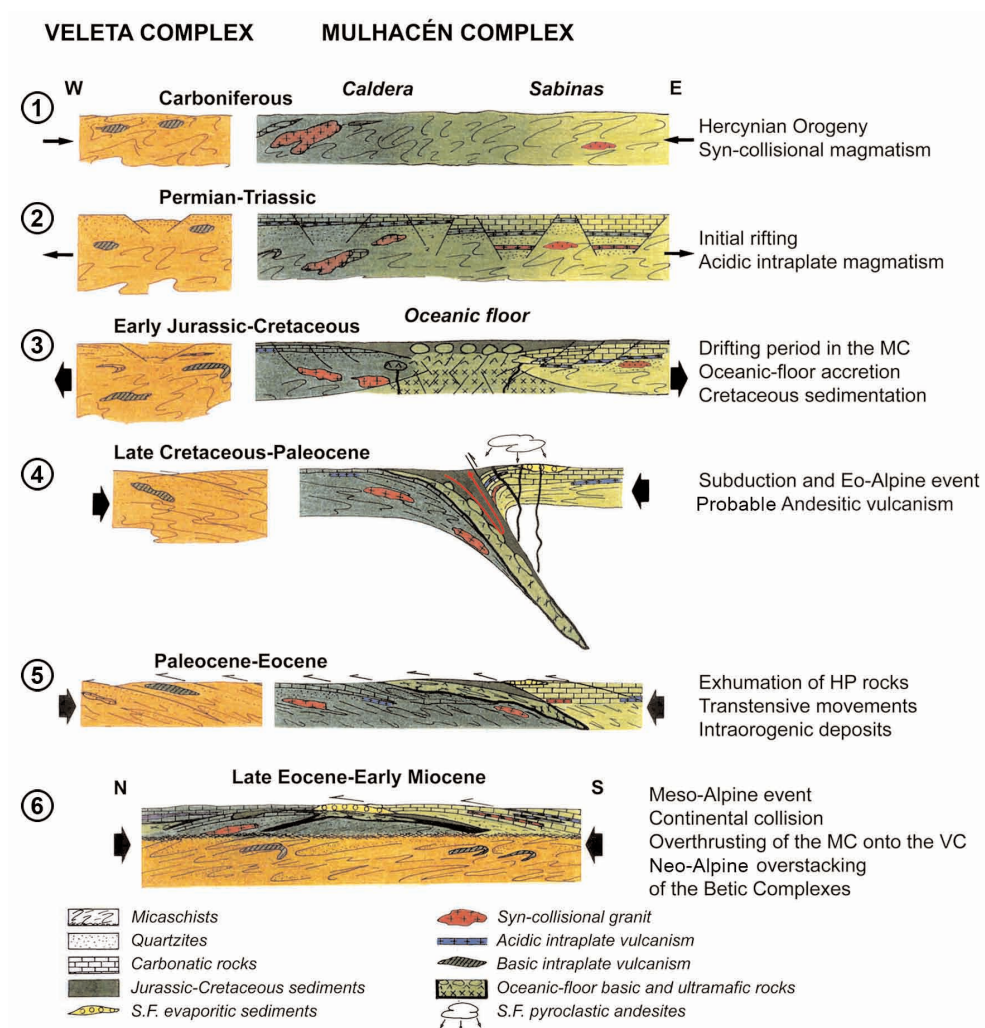 VELETA COMPLEX MULHACÉN COMPLEX
W Carboniferous Caldera Sabinas E
1
Hercynian Orogeny
Syn-collisional magmatism
Permian-Triassic
2
Initial rifting
Acidic intraplate magmatism
Early Jurassic-Cretaceous Oceanic floor
3
Drifting period in the MC
Oceanic-floor accretion
Cretaceous sedimentation
Late Cretaceous-Paleocene
4
Subduction and Eo-Alpine event
Probable Andesitic vulcanism
Paleocene-Eocene
5
Exhumation of HP rocks
Transtensive movements
Intraorogenic deposits
Late Eocene-Early Miocene
6
N S
Meso-Alpine event
Continental collision
Overthrusting of the MC onto the VC
Neo-Alpine overstacking
of the Betic Complexes
Micaschists
Quartzites
Carbonatic rocks
Jurassic-Cretaceous sediments
S.F. evaporitic sediments
Syn-collisional granit
Acidic intraplate vulcanism
Basic intraplate vulcanism
Oceanic-floor basic and ultramafic rocks
S.F. pyroclastic andesites